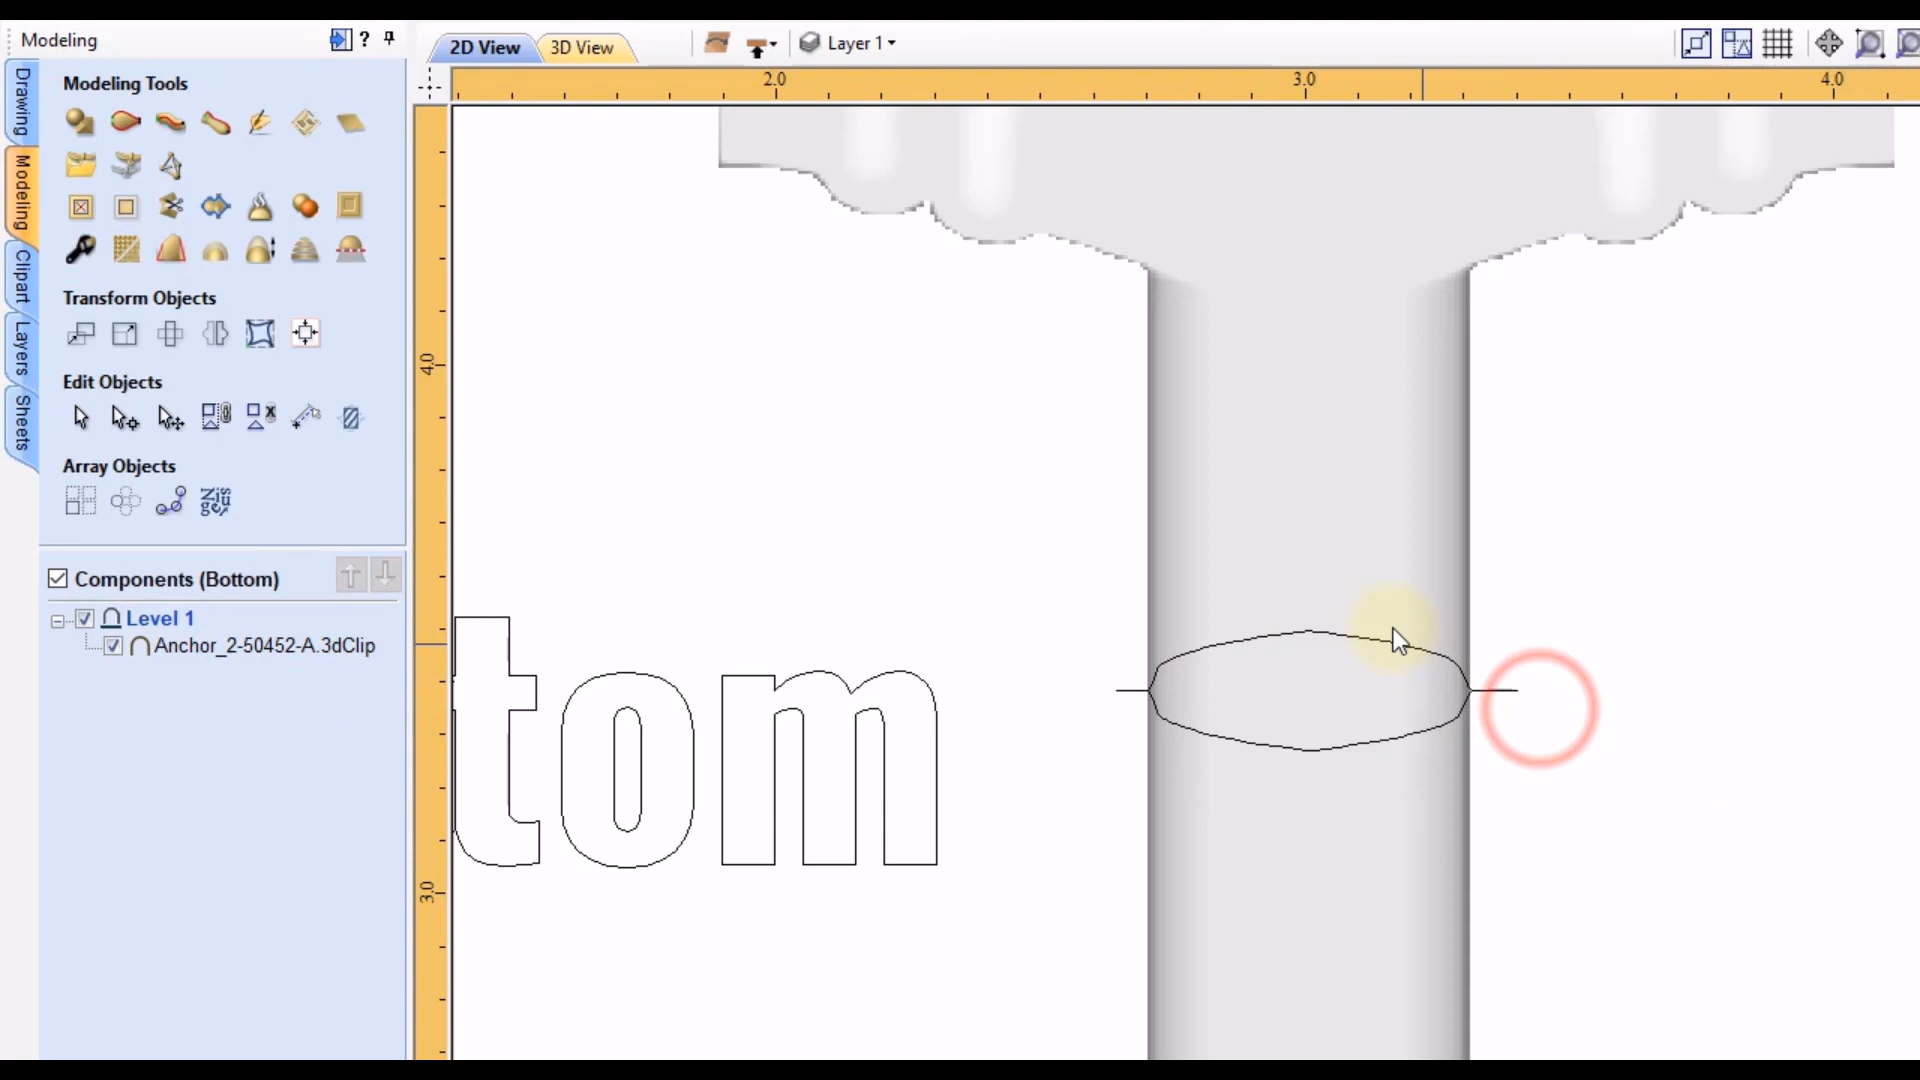 Modeling
?
2D View
3D View
Layer 1
Drawing
Modeling
Clipart
Layers
Sheets
Modeling Tools
Transform Objects
Edit Objects
Array Objects
Components (Bottom)
Level 1
Anchor_2-50452-A.3dClip
2.0
3.0
4.0
4.0
3.0
tom